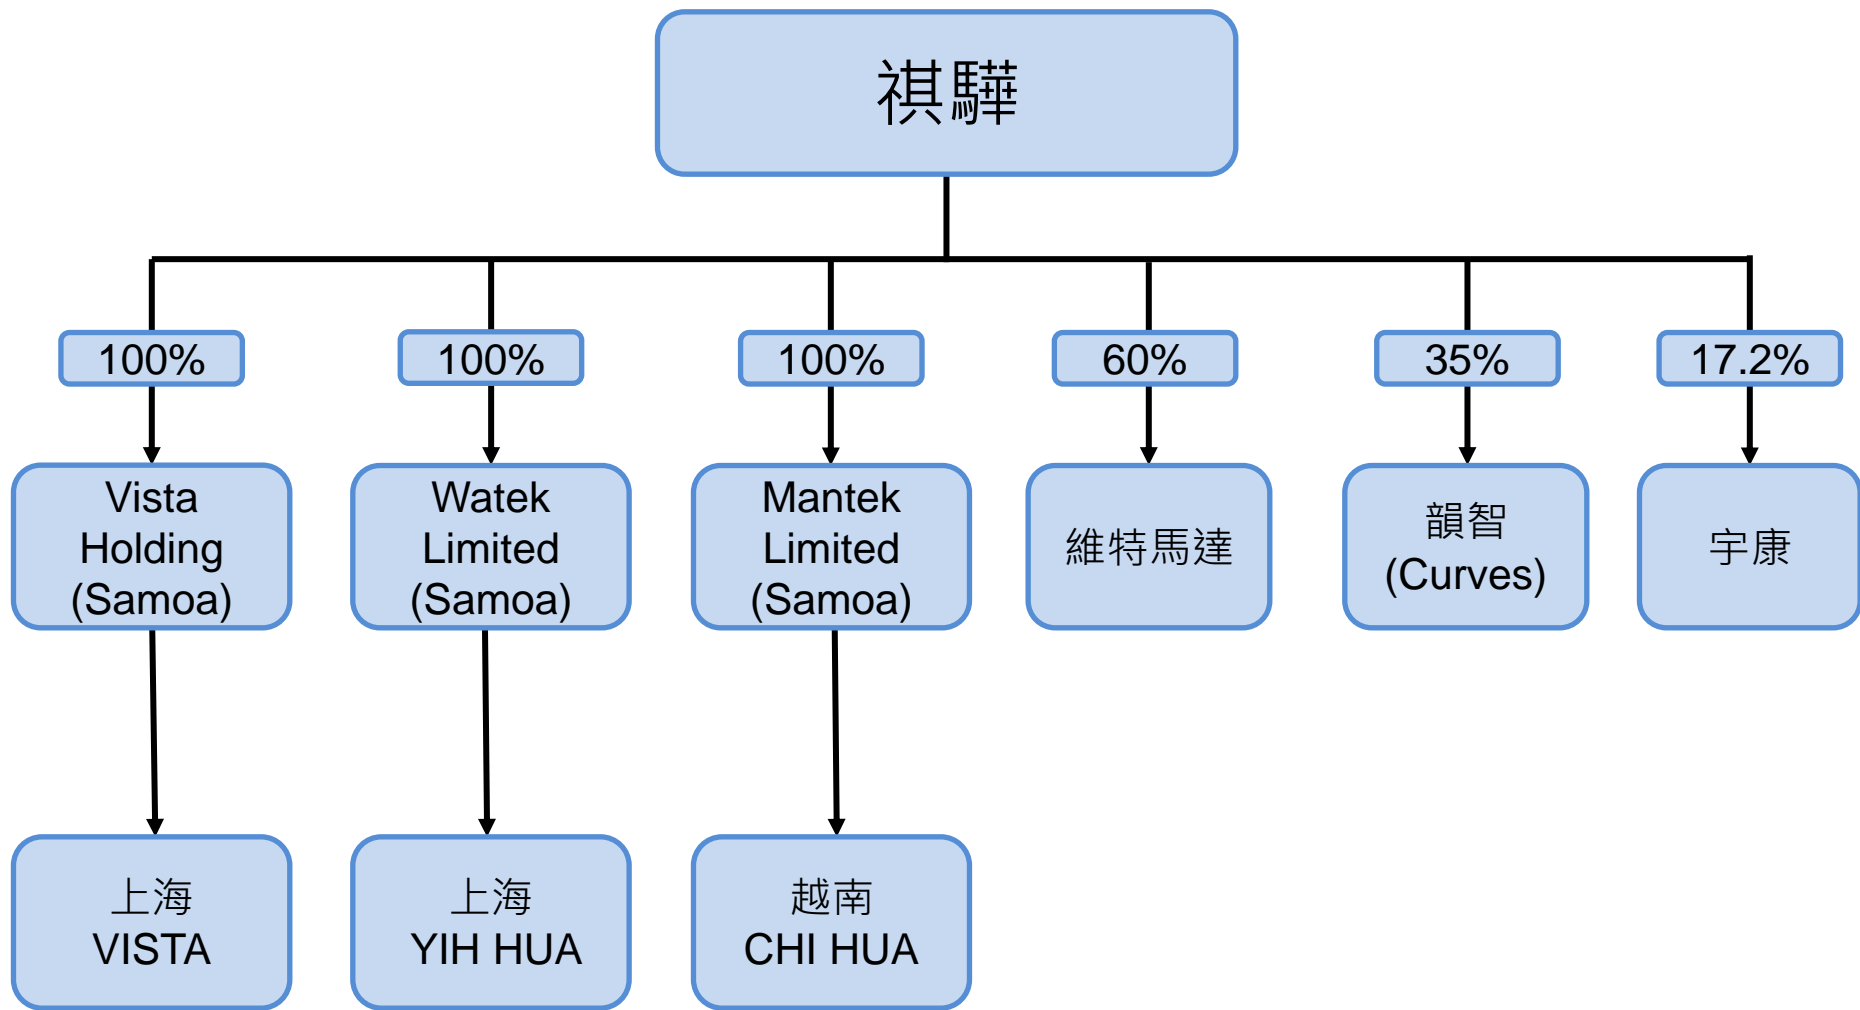 祺驊
100%
100%
100%
60%
35%
17.2%
Vista
Holding
(Samoa)
Watek
Limited
(Samoa)
Mantek
Limited
(Samoa)
維特馬達
韻智
(Curves)
宇康
上海
VISTA
上海
YIH HUA
越南
CHI HUA